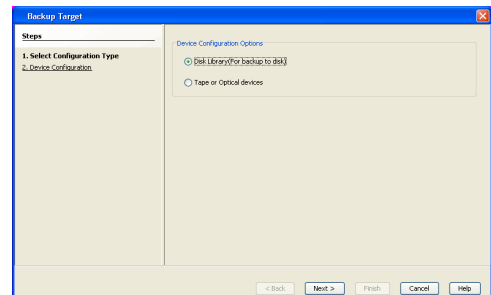 Backup Target
Steps
1. Select Configuration Type
2. Device Configuration
Device Configuration Options
Disk Library(For backup to disk)
Tape or Optical devices
< Back
Next >
Finish
Cancel
Help